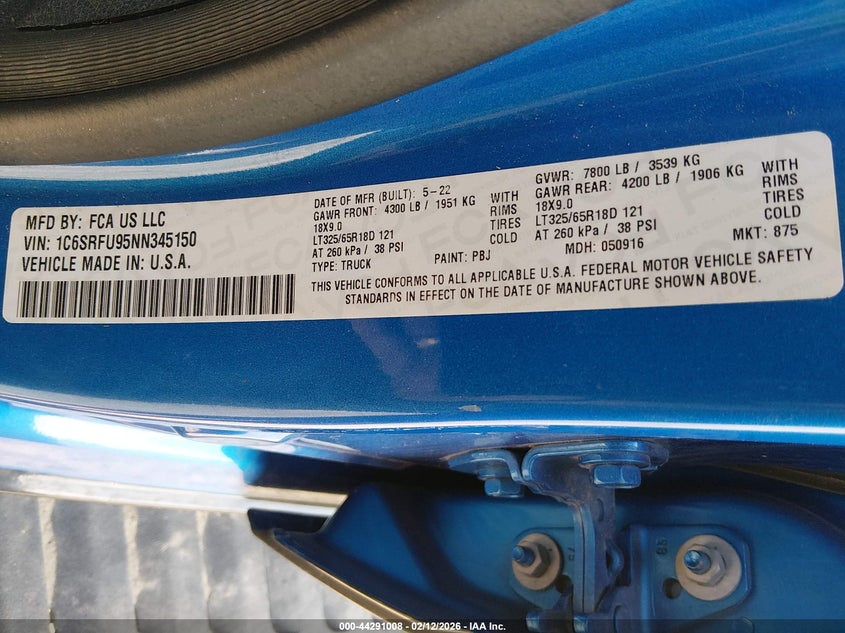 MFD BY: FCA US LLC
VIN: 1C6SRFU95NN345150
VEHICLE MADE IN: U.S.A.
DATE OF MFR (BUILT): 5-22
GAWR FRONT: 4300 LB / 1951 KG WITH
18X9.0 RIMS
LT325/65R18D 121 TIRES
AT 260 kPa / 38 PSI COLD
TYPE: TRUCK PAINT: PBJ
GVWR: 7800 LB / 3539 KG
GAWR REAR: 4200 LB / 1906 KG WITH
18X9.0 RIMS
LT325/65R18D 121 TIRES
AT 260 kPa / 38 PSI COLD
MDH: 050916 MKT: 875
THIS VEHICLE CONFORMS TO ALL APPLICABLE U.S.A. FEDERAL MOTOR VEHICLE SAFETY
STANDARDS IN EFFECT ON THE DATE OF MANUFACTURE SHOWN ABOVE.
000-44291008 - 02/12/2026 - IAA Inc.